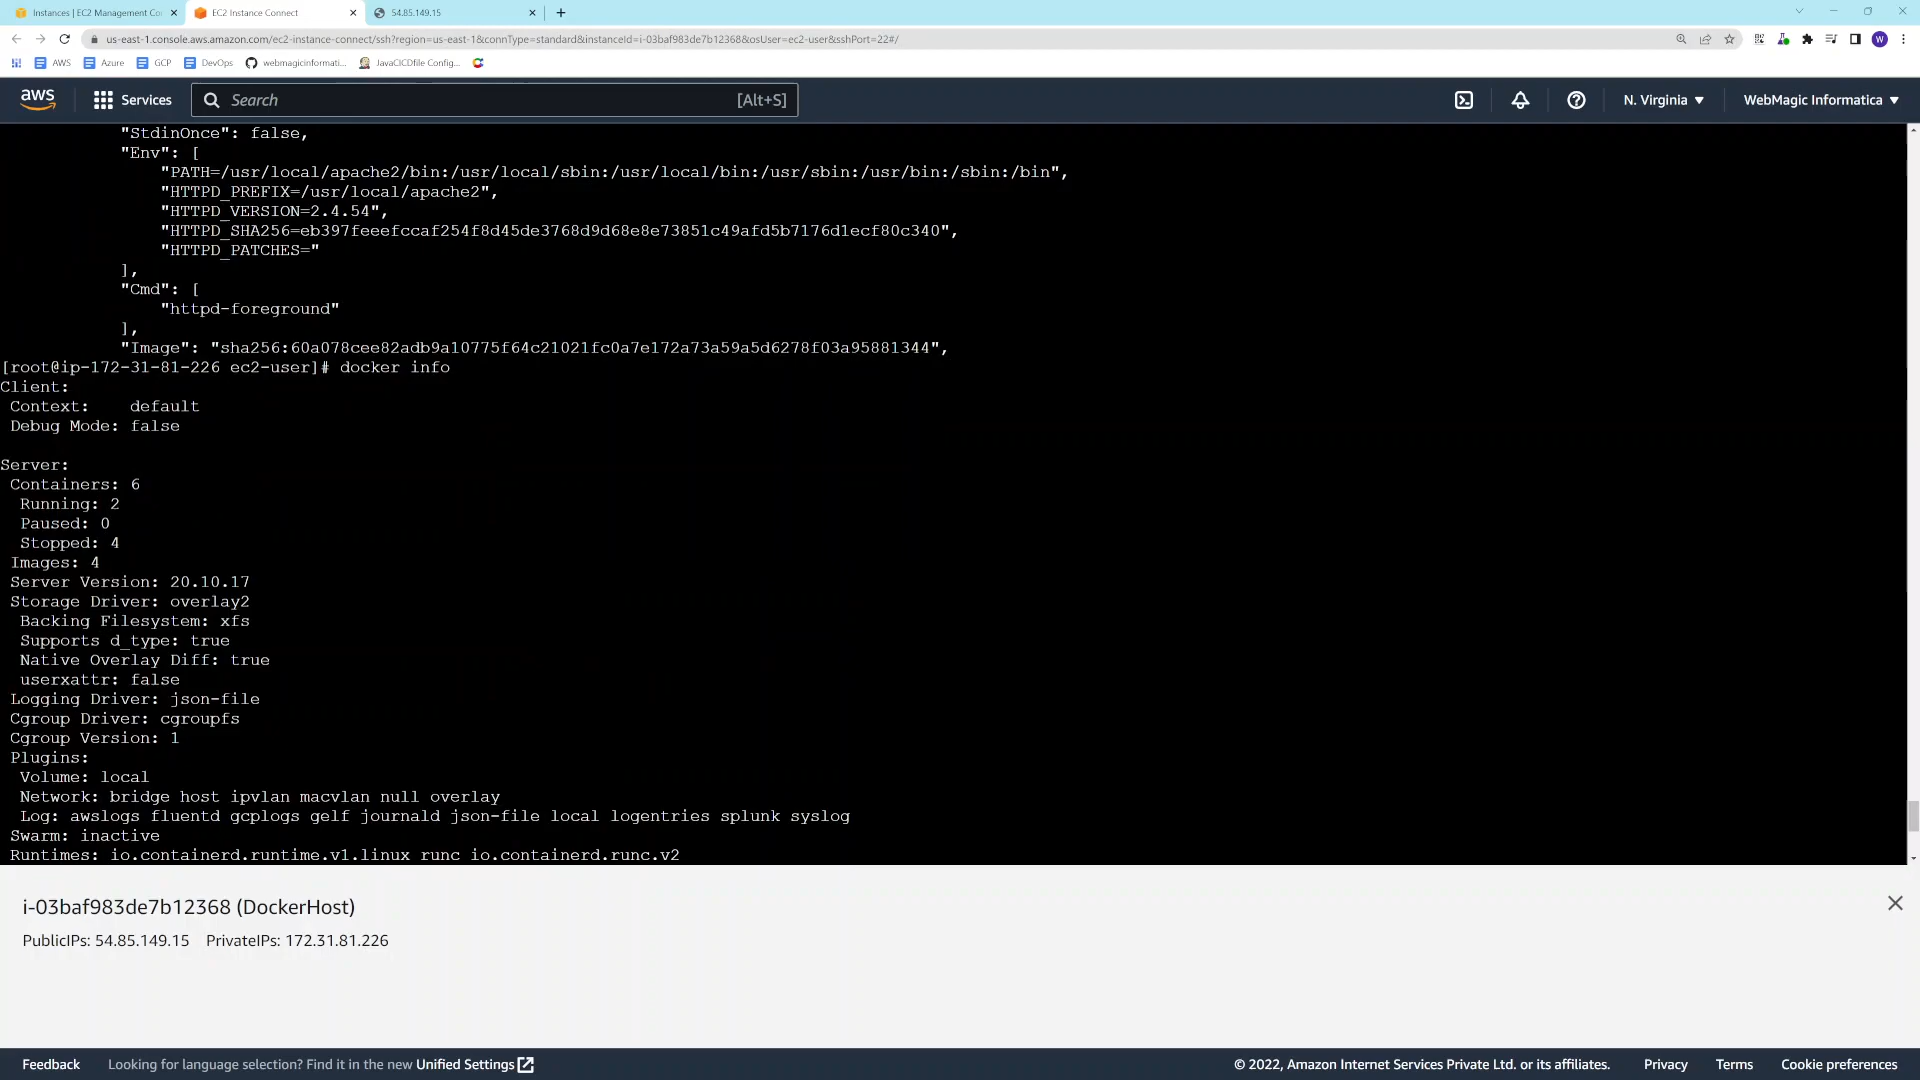 Instances | EC2 Management Co
EC2 Instance Connect
54.85.149.15
us-east-1.console.aws.amazon.com/ec2-instance-connect/ssh?region=us-east-1&connType=standard&instanceId=i-03baf983de7b12368&osUser=ec2-user&sshPort=22#/
W
AWS
Azure
GCP
DevOps
webmagicinformati...
JavaCICDfile Config...
aws
Services
Search
[Alt+S]
N. Virginia
WebMagic Informatica
"StdinOnce": false,
"Env": [
"PATH=/usr/local/apache2/bin:/usr/local/sbin:/usr/local/bin:/usr/sbin:/usr/bin:/sbin:/bin",
"HTTPD_PREFIX=/usr/local/apache2",
"HTTPD_VERSION=2.4.54",
"HTTPD_SHA256=eb397feeefccaf254f8d45de3768d9d68e8e73851c49afd5b7176d1ecf80c340",
"HTTPD_PATCHES="
],
"Cmd": [
"httpd-foreground"
],
"Image": "sha256:60a078cee82adb9a10775f64c21021fc0a7e172a73a59a5d6278f03a95881344",
[root@ip-172-31-81-226 ec2-user]# docker info
Client:
Context: default
Debug Mode: false
Server:
Containers: 6
Running: 2
Paused: 0
Stopped: 4
Images: 4
Server Version: 20.10.17
Storage Driver: overlay2
Backing Filesystem: xfs
Supports d_type: true
Native Overlay Diff: true
userxattr: false
Logging Driver: json-file
Cgroup Driver: cgroupfs
Cgroup Version: 1
Plugins:
Volume: local
Network: bridge host ipvlan macvlan null overlay
Log: awslogs fluentd gcplogs gelf journald json-file local logentries splunk syslog
Swarm: inactive
Runtimes: io.containerd.runtime.v1.linux runc io.containerd.runc.v2
i-03baf983de7b12368 (DockerHost)
PublicIPs: 54.85.149.15 PrivateIPs: 172.31.81.226
Feedback
Looking for language selection? Find it in the new Unified Settings
© 2022, Amazon Internet Services Private Ltd. or its affiliates.
Privacy
Terms
Cookie preferences